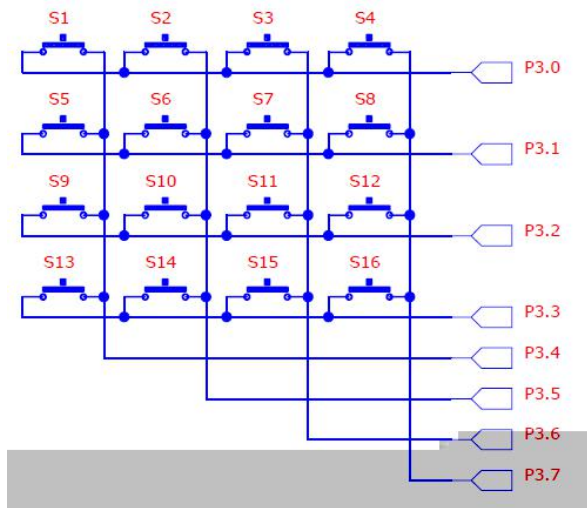 S1 S2 S3 S4
P3.0
S5 S6 S7 S8
P3.1
S9 S10 S11 S12
P3.2
S13 S14 S15 S16
P3.3
P3.4
P3.5
P3.6
P3.7